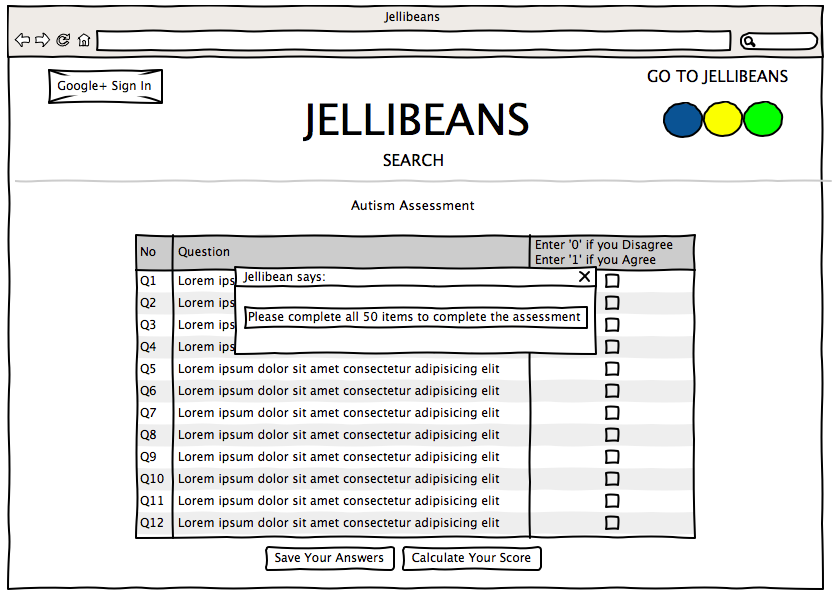 Jellibeans
Google+ Sign In
GO TO JELLIBEANS
JELLIBEANS
SEARCH
Autism Assessment
No Question Enter '0' if you Disagree
Enter '1' if you Agree
Jellibean says:
Please complete all 50 items to complete the assessment
Q1 Lorem ips
Q2 Lorem ips
Q3 Lorem ips
Q4 Lorem ips
Q5 Lorem ipsum dolor sit amet consectetur adipisicing elit
Q6 Lorem ipsum dolor sit amet consectetur adipisicing elit
Q7 Lorem ipsum dolor sit amet consectetur adipisicing elit
Q8 Lorem ipsum dolor sit amet consectetur adipisicing elit
Q9 Lorem ipsum dolor sit amet consectetur adipisicing elit
Q10 Lorem ipsum dolor sit amet consectetur adipisicing elit
Q11 Lorem ipsum dolor sit amet consectetur adipisicing elit
Q12 Lorem ipsum dolor sit amet consectetur adipisicing elit
Save Your Answers
Calculate Your Score